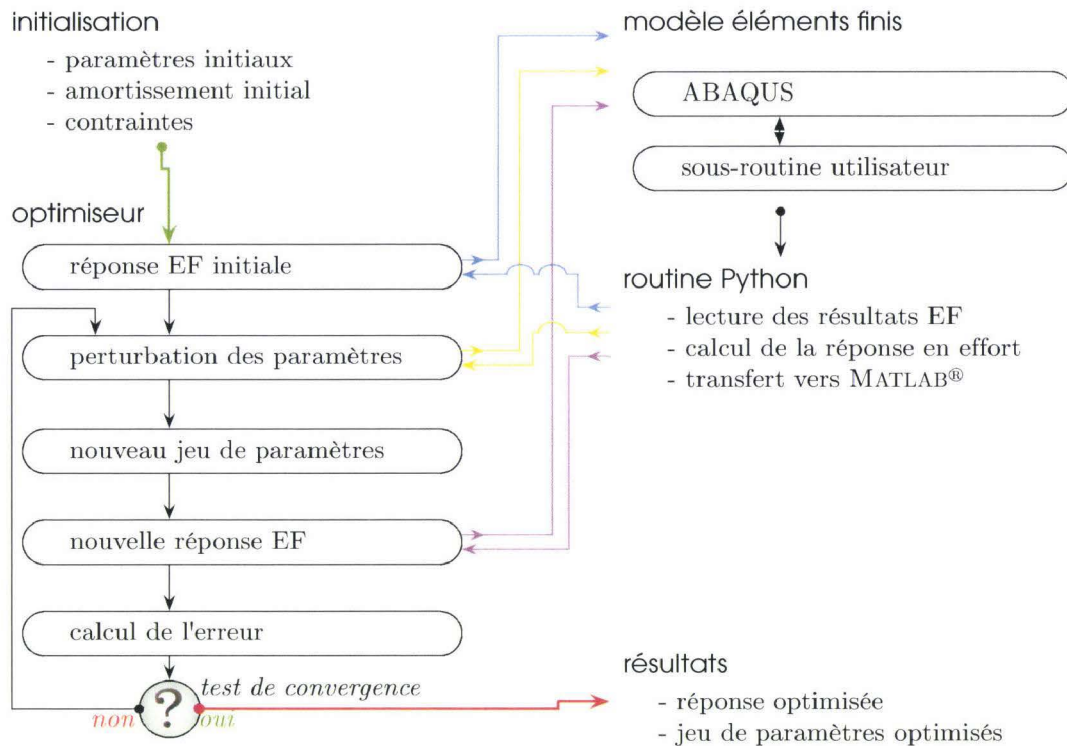 initialisation
- paramètres initiaux
- amortissement initial
- contraintes
optimiseur
réponse EF initiale
perturbation des paramètres
nouveau jeu de paramètres
nouvelle réponse EF
calcul de l'erreur
?
test de convergence
non
oui
modèle éléments finis
ABAQUS
sous-routine utilisateur
routine Python
- lecture des résultats EF
- calcul de la réponse en effort
- transfert vers MATLAB®
résultats
- réponse optimisée
- jeu de paramètres optimisés